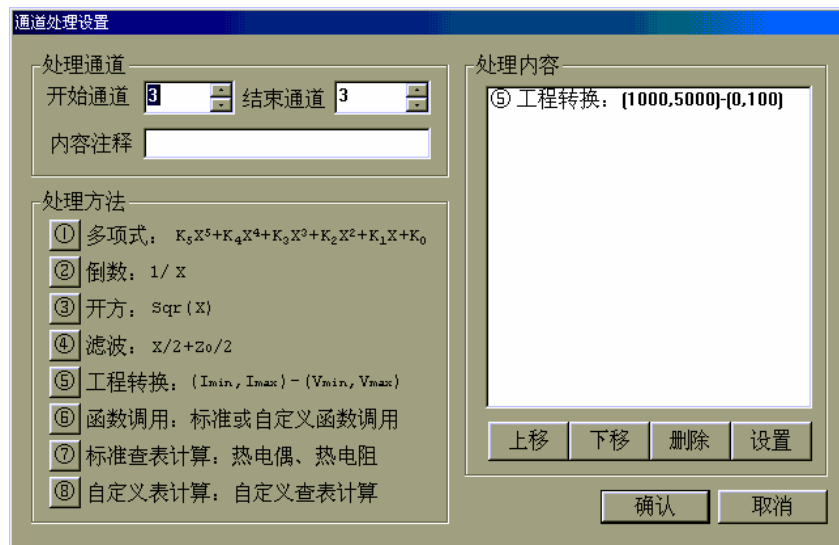 通道处理设置
处理通道
开始通道 3 结束通道 3
内容注释
处理方法
① 多项式：K₅X⁵+K₄X⁴+K₃X³+K₂X²+K₁X+K₀
② 倒数：1/X
③ 开方：Sqr(X)
④ 滤波：X/2+Z₀/2
⑤ 工程转换：(Imin,Imax)-(Vmin,Vmax)
⑥ 函数调用：标准或自定义函数调用
⑦ 标准查表计算：热电偶、热电阻
⑧ 自定义表计算：自定义查表计算
处理内容
⑤ 工程转换：(1000,5000)-(0,100)
上移 下移 删除 设置
确认 取消